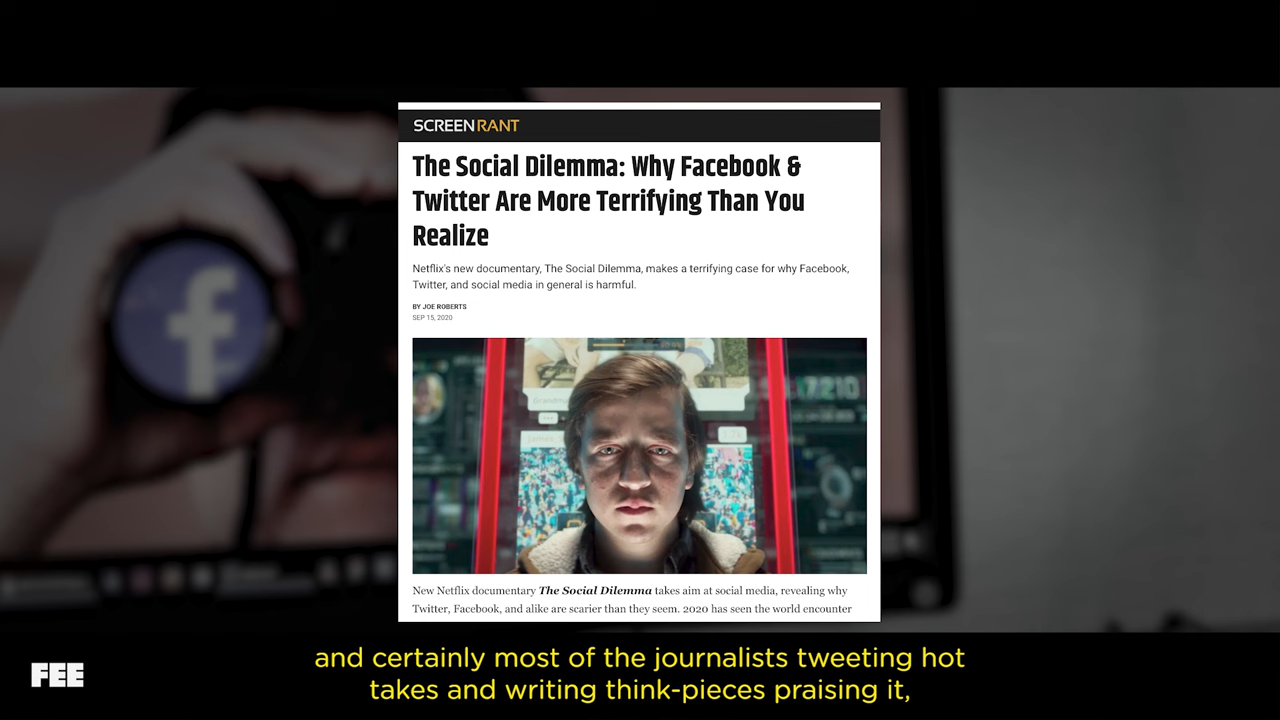 SCREENRANT
The Social Dilemma: Why Facebook &
Twitter Are More Terrifying Than You
Realize
Netflix's new documentary, The Social Dilemma, makes a terrifying case for why Facebook,
Twitter, and social media in general is harmful.
BY JOE ROBERTS
SEP 15, 2020
New Netflix documentary The Social Dilemma takes aim at social media, revealing why
Twitter, Facebook, and alike are scarier than they seem. 2020 has seen the world encounter
and certainly most of the journalists tweeting hot
takes and writing think-pieces praising it,
FEE